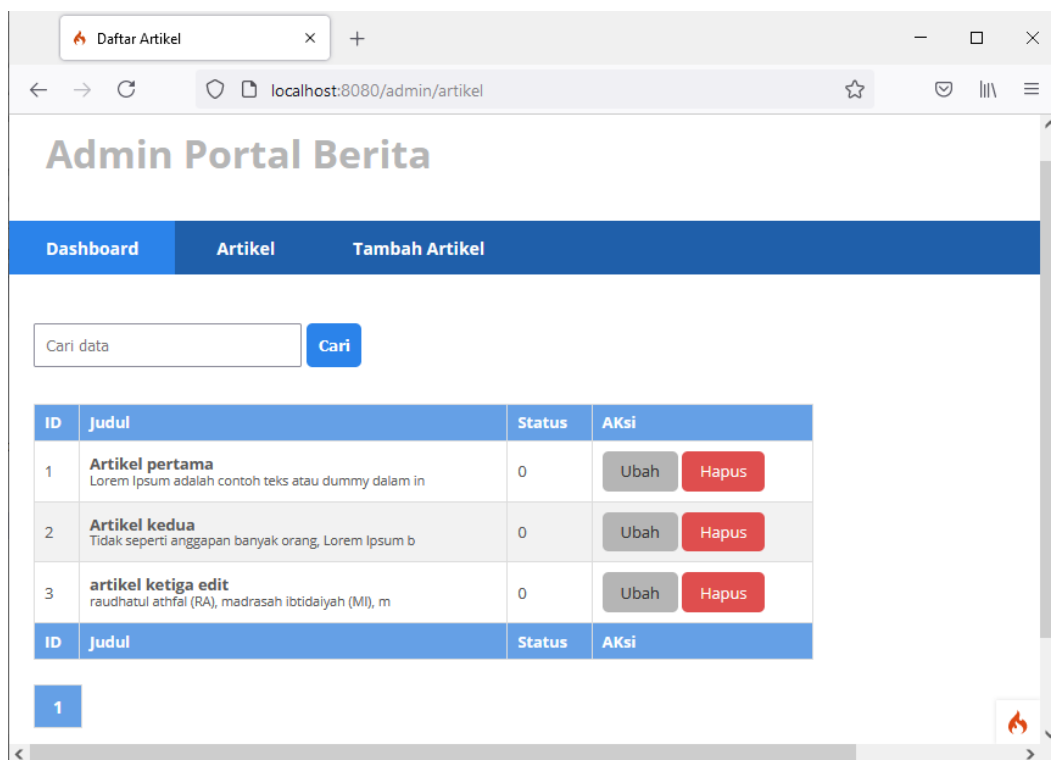 Daftar Artikel
localhost:8080/admin/artikel
Admin Portal Berita
Dashboard Artikel Tambah Artikel
Cari data Cari
ID Judul Status AKsi
1 Artikel pertama 0 Ubah Hapus
Lorem Ipsum adalah contoh teks atau dummy dalam in
2 Artikel kedua 0 Ubah Hapus
Tidak seperti anggapan banyak orang, Lorem Ipsum b
3 artikel ketiga edit 0 Ubah Hapus
raudhatul athfal (RA), madrasah ibtidaiyah (MI), m
ID Judul Status AKsi
1